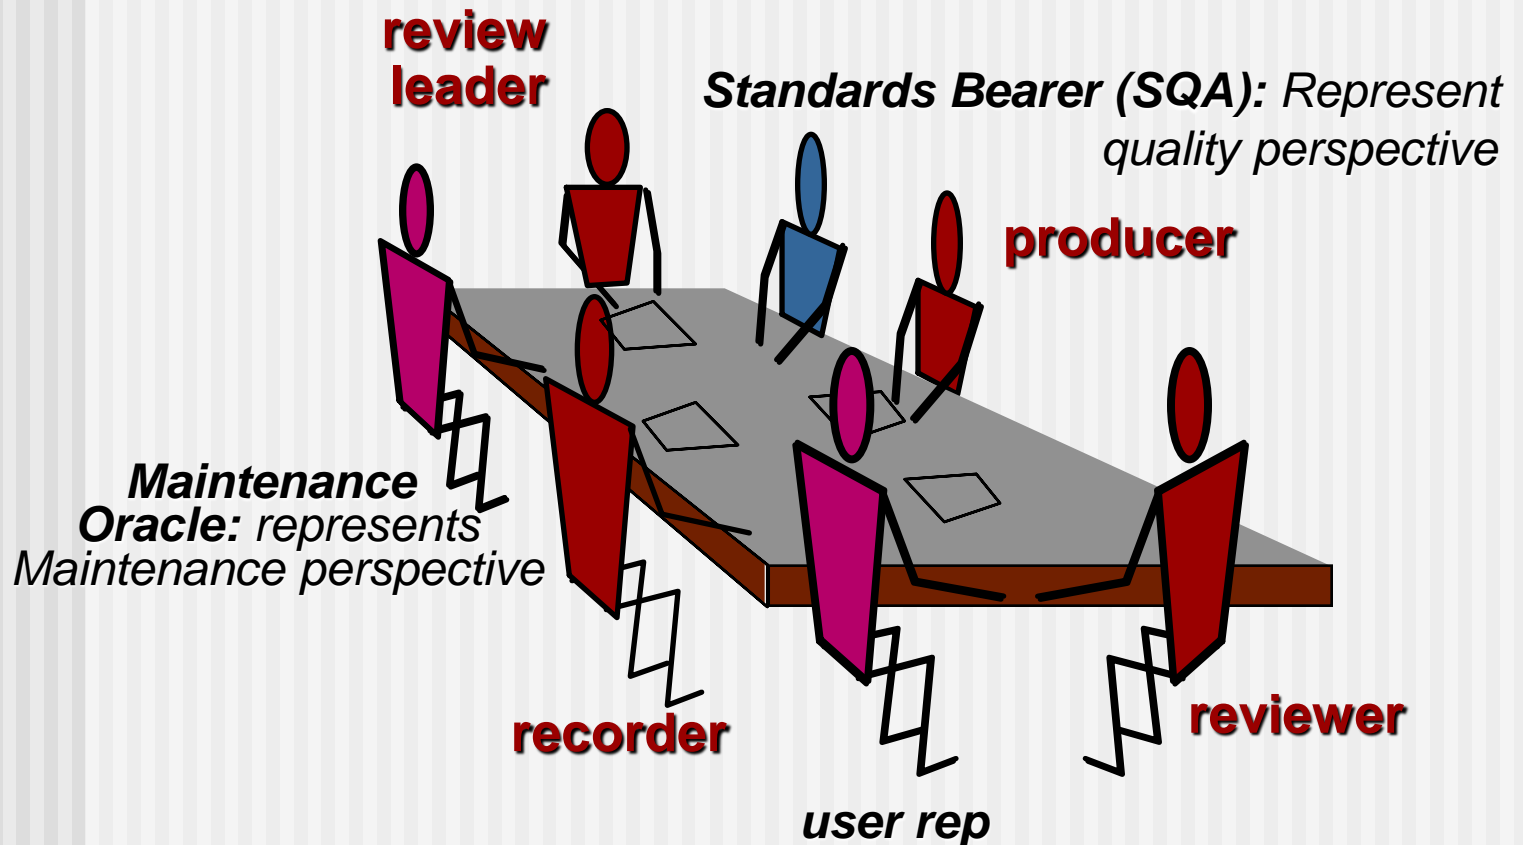 review
leader
Standards Bearer (SQA): Represent
quality perspective
producer
Maintenance
Oracle: represents
Maintenance perspective
recorder
reviewer
user rep